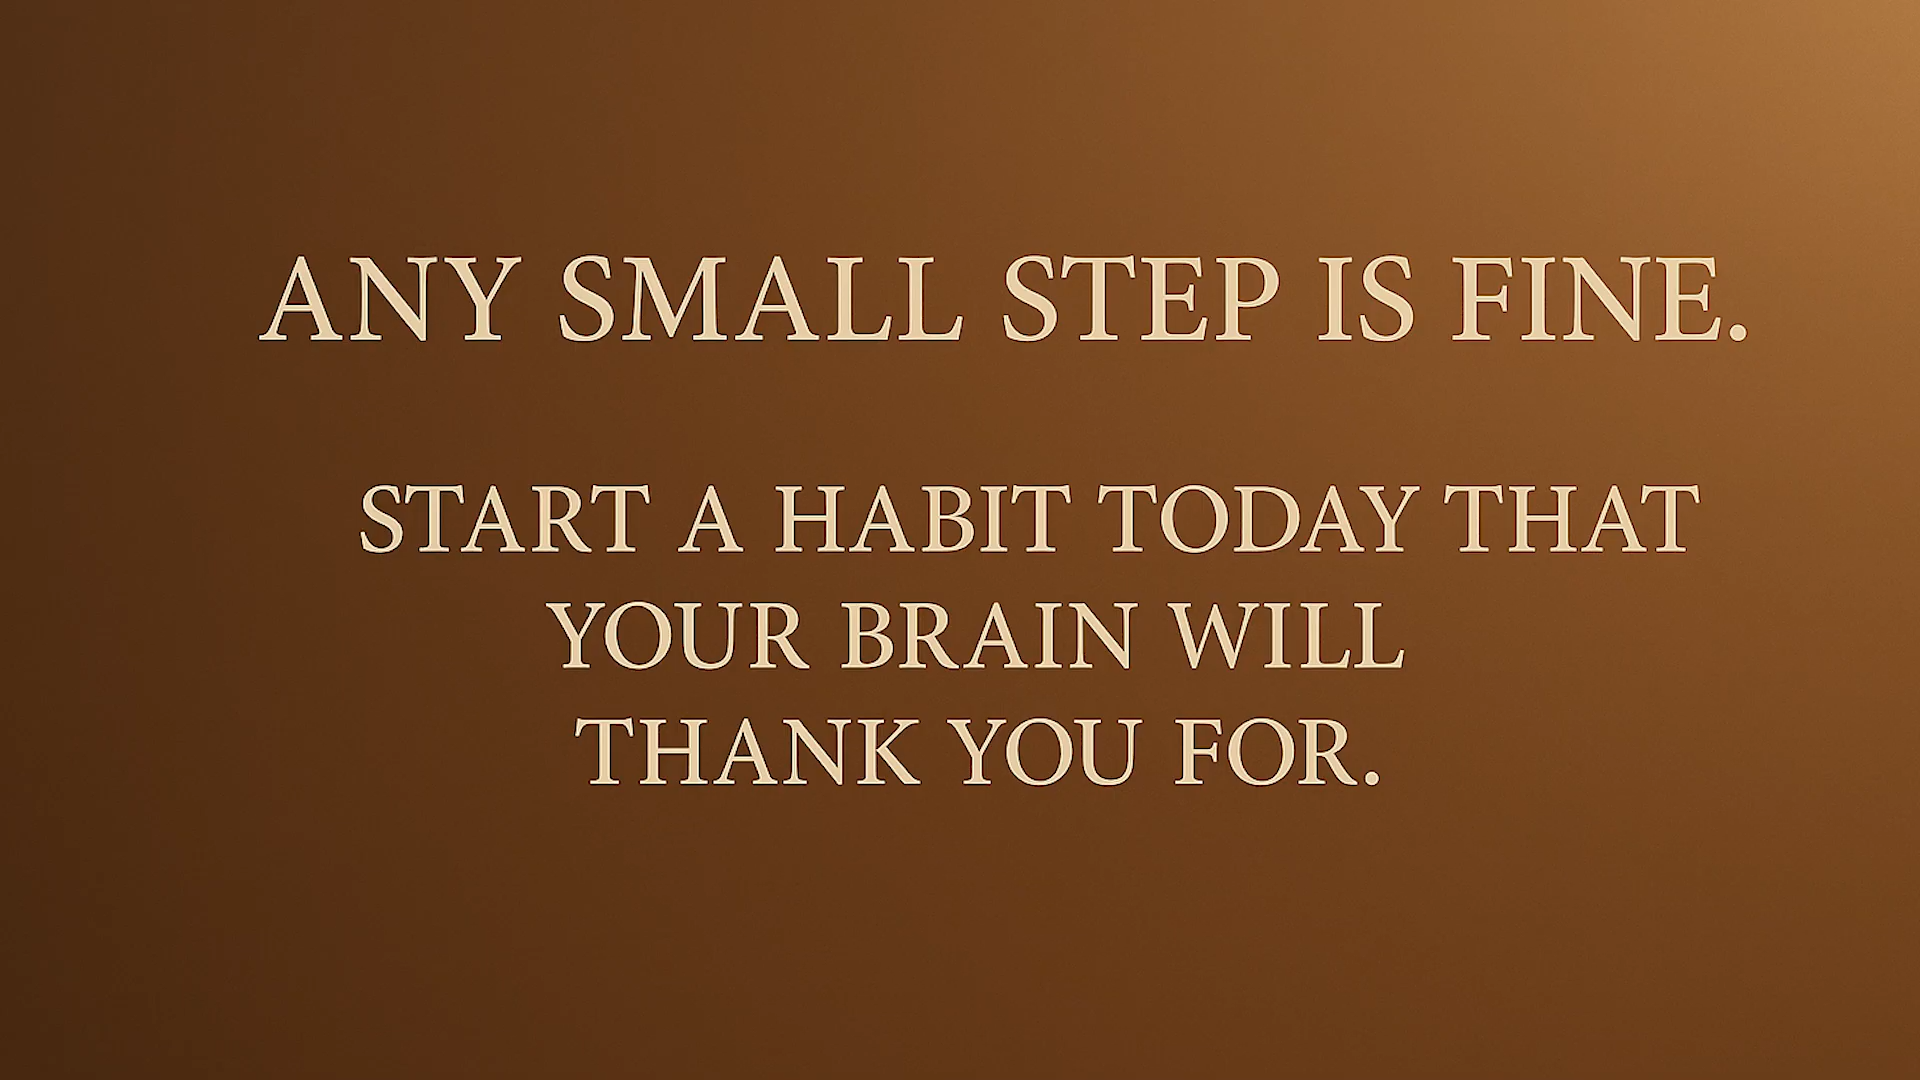 ANY SMALL STEP IS FINE.
START A HABIT TODAY THAT
YOUR BRAIN WILL
THANK YOU FOR.